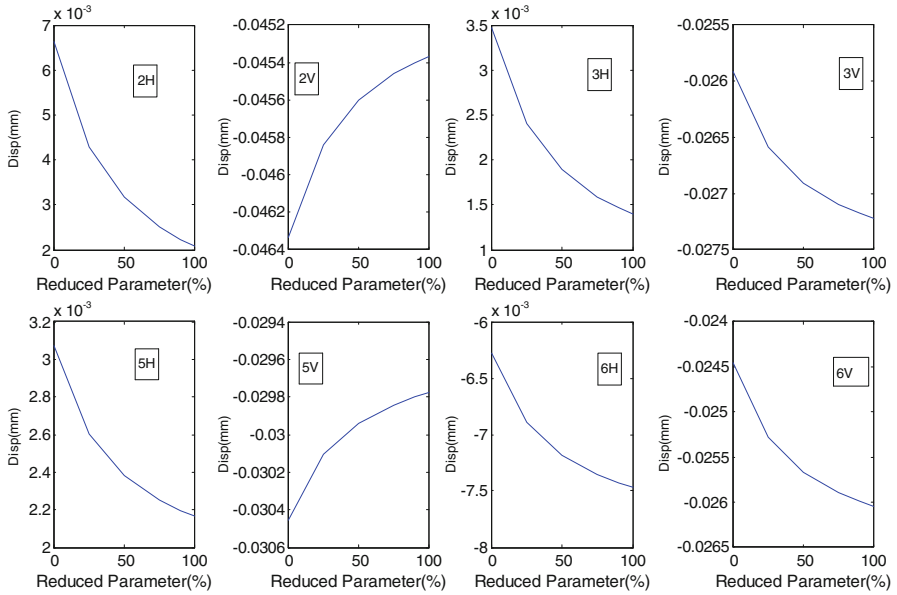 x 10⁻³
7
6
5
4
3
2
0 50 100
Disp(mm)
Reduced Parameter(%)
2H
-0.0452
-0.0454
-0.0456
-0.0458
-0.046
-0.0462
-0.0464
0 50 100
Disp(mm)
Reduced Parameter(%)
2V
x 10⁻³
3.5
3
2.5
2
1.5
1
0 50 100
Disp(mm)
Reduced Parameter(%)
3H
-0.0255
-0.026
-0.0265
-0.027
-0.0275
0 50 100
Disp(mm)
Reduced Parameter(%)
3V
x 10⁻³
3.2
3
2.8
2.6
2.4
2.2
2
0 50 100
Disp(mm)
Reduced Parameter(%)
5H
-0.0294
-0.0296
-0.0298
-0.03
-0.0302
-0.0304
-0.0306
0 50 100
Disp(mm)
Reduced Parameter(%)
5V
x 10⁻³
-6
-6.5
-7
-7.5
-8
0 50 100
Disp(mm)
Reduced Parameter(%)
6H
-0.024
-0.0245
-0.025
-0.0255
-0.026
-0.0265
0 50 100
Disp(mm)
Reduced Parameter(%)
6V